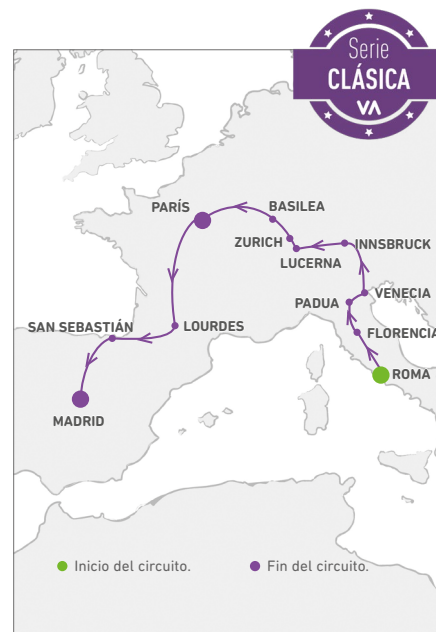 Serie
CLÁSICA
VA
PARÍS
BASILEA
ZURICH
INNSBRUCK
LUCERNA
VENECIA
PADUA
SAN SEBASTIÁN
LOURDES
FLORENCIA
ROMA
MADRID
Inicio del circuito.
Fin del circuito.